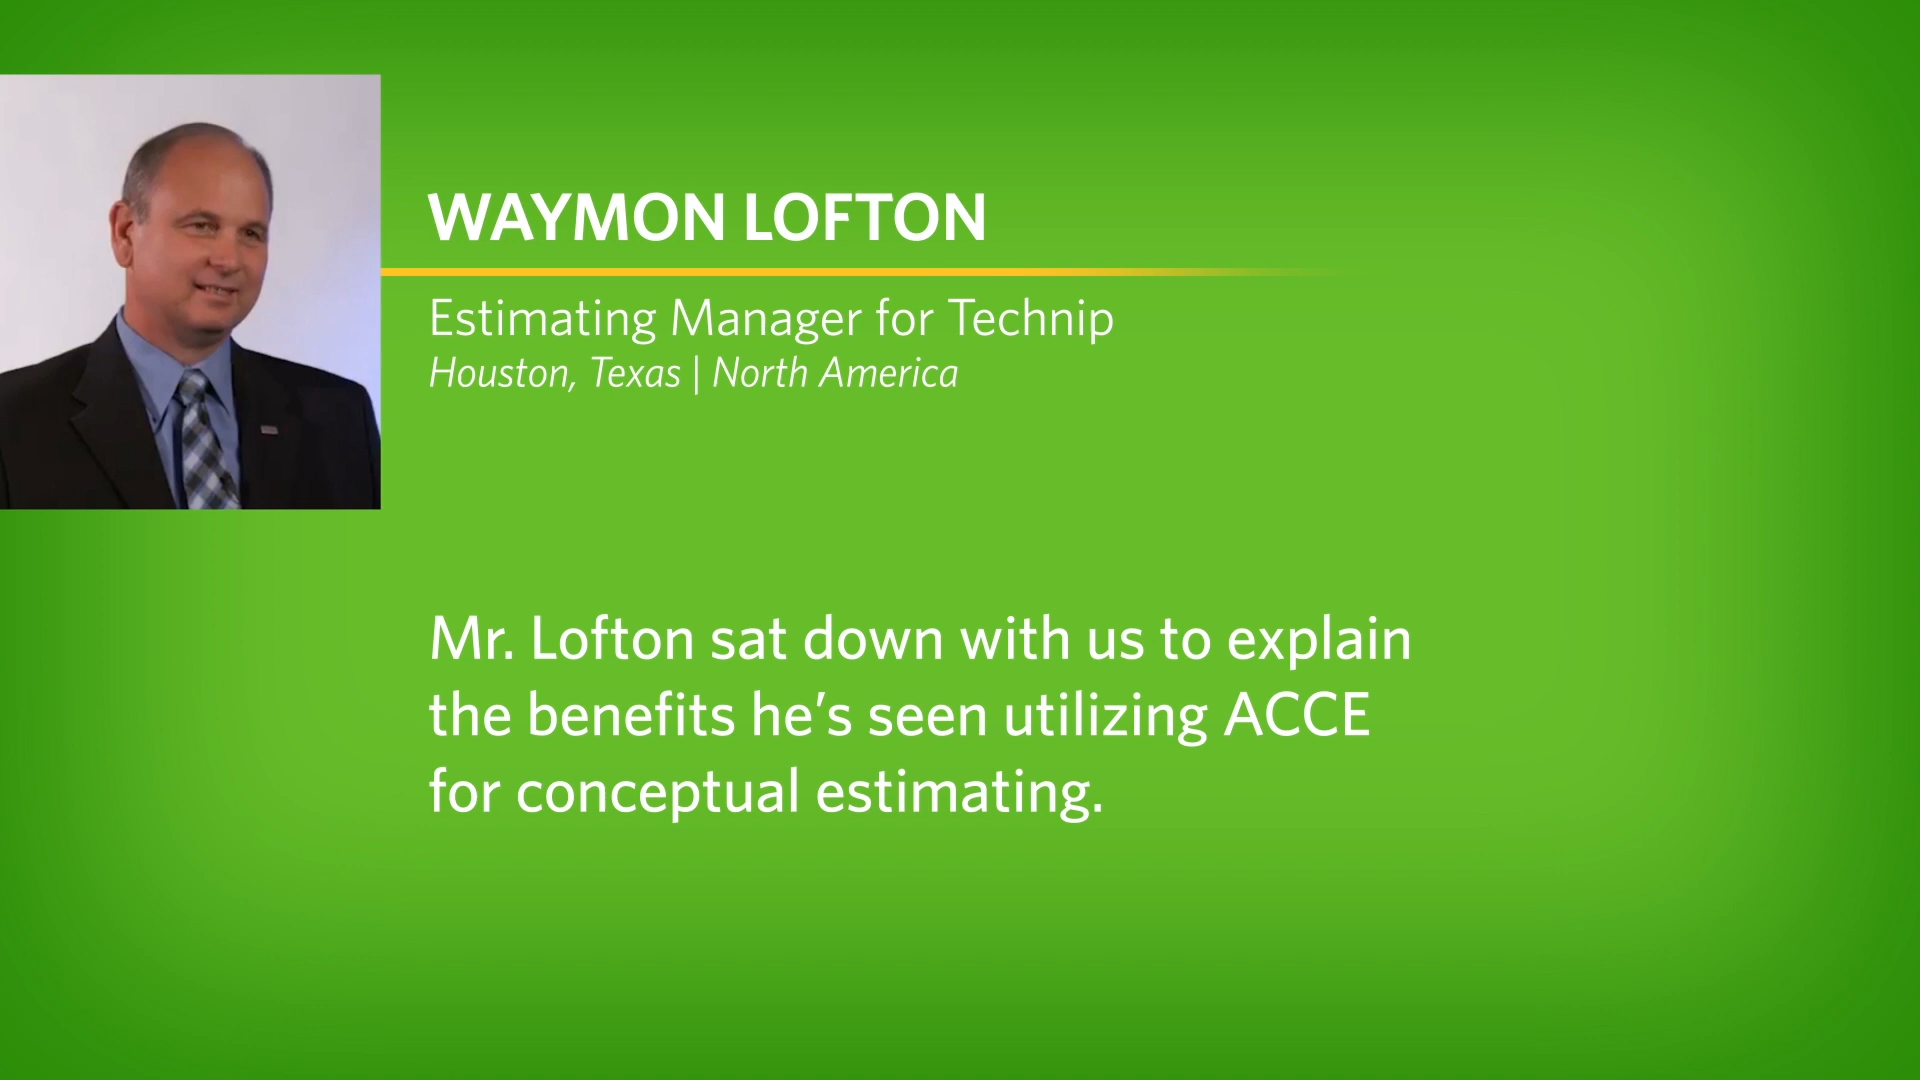 WAYMON LOFTON
Estimating Manager for Technip
Houston, Texas | North America
Mr. Lofton sat down with us to explain
the benefits he’s seen utilizing ACCE
for conceptual estimating.